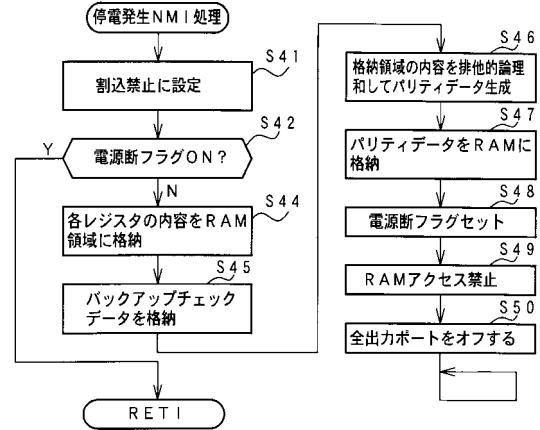 停電発生NMI処理
S41
割込禁止に設定
S42
電源断フラグON?
Y
N
S44
各レジスタの内容をRAM
領域に格納
S45
バックアップチェック
データを格納
RETI
S46
格納領域の内容を排他的論理
和してパリティデータ生成
S47
パリティデータをRAMに
格納
S48
電源断フラグセット
S49
RAMアクセス禁止
S50
全出力ポートをオフする